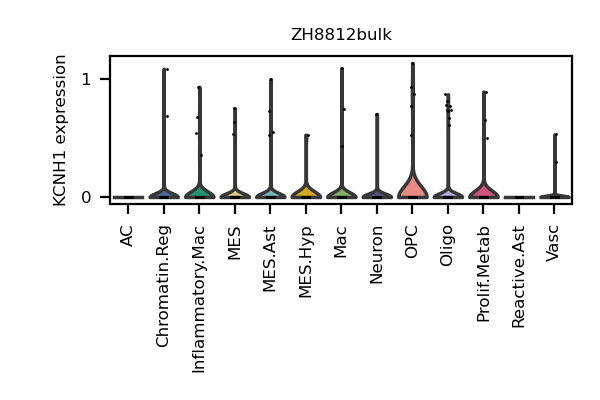 ZH8812bulk
KCNH1 expression
1
0
AC
Chromatin.Reg
Inflammatory.Mac
MES
MES.Ast
MES.Hyp
Mac
Neuron
OPC
Oligo
Prolif.Metab
Reactive.Ast
Vasc